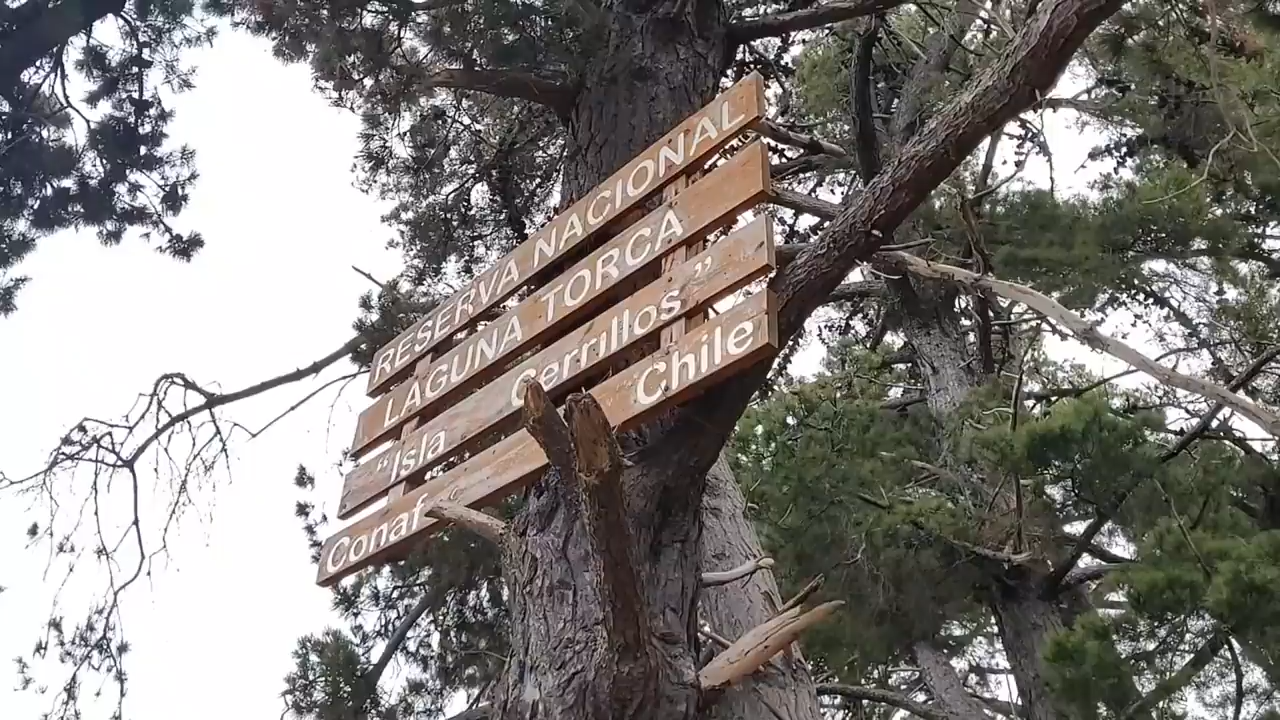 RESERVA NACIONAL
LAGUNA TORCA
“Isla Cerrillos”
Conaf Chile